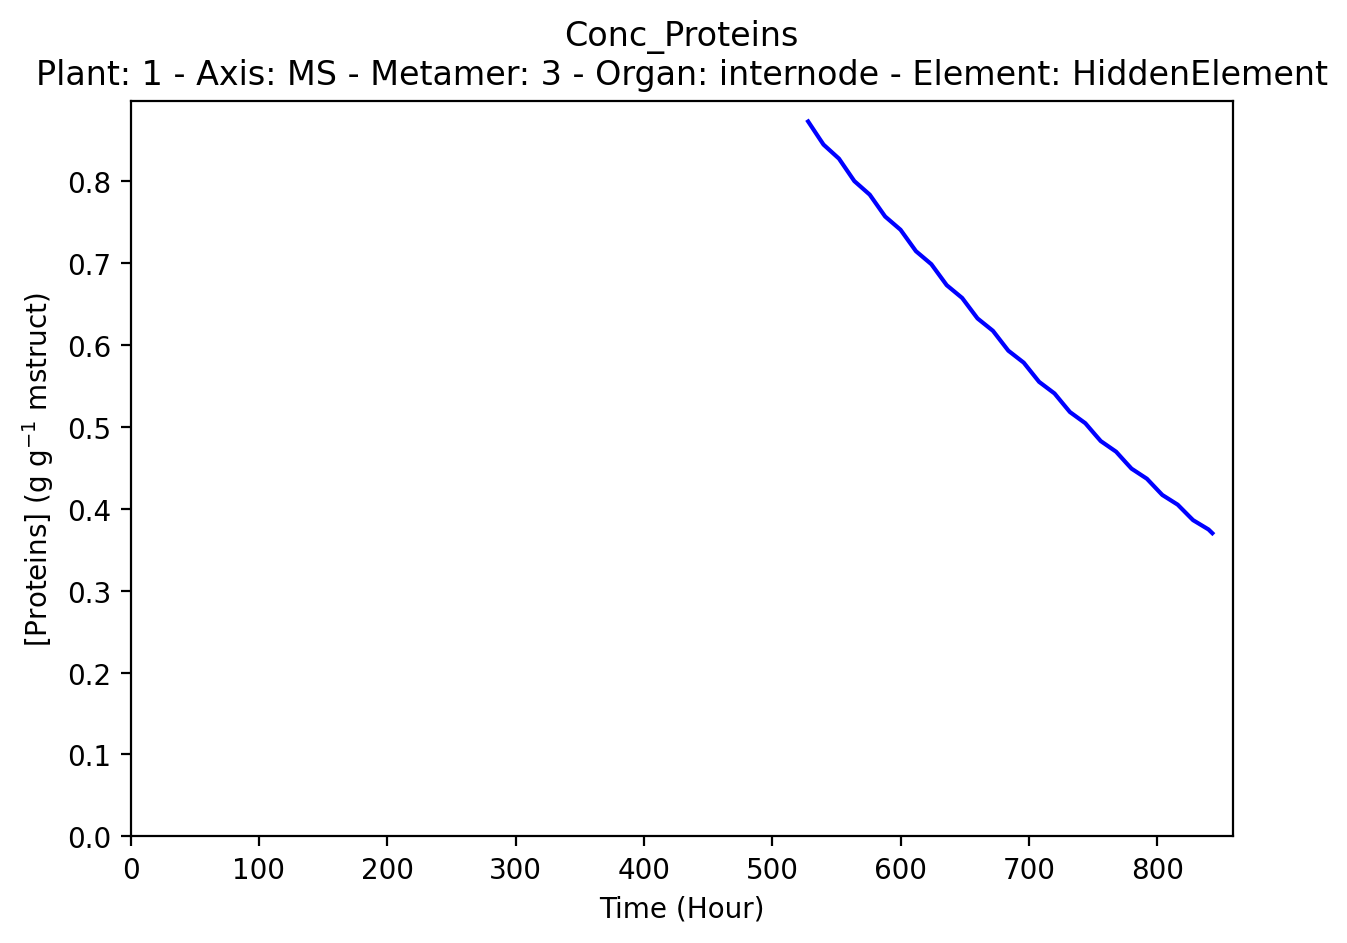 Conc_Proteins
Plant: 1 - Axis: MS - Metamer: 3 - Organ: internode - Element: HiddenElement
[Proteins] (g g⁻¹ mstruct)
0.8
0.7
0.6
0.5
0.4
0.3
0.2
0.1
0.0
0 100 200 300 400 500 600 700 800
Time (Hour)